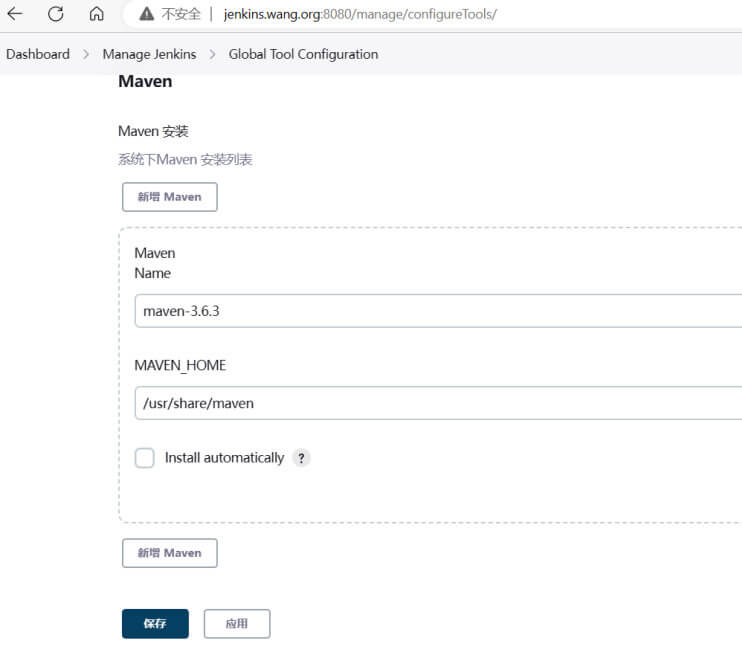 不安全 | jenkins.wang.org:8080/manage/configureTools/
Dashboard > Manage Jenkins > Global Tool Configuration
Maven
Maven 安装
系统下Maven 安装列表
新增 Maven
Maven
Name
maven-3.6.3
MAVEN_HOME
/usr/share/maven
Install automatically ?
新增 Maven
保存 应用